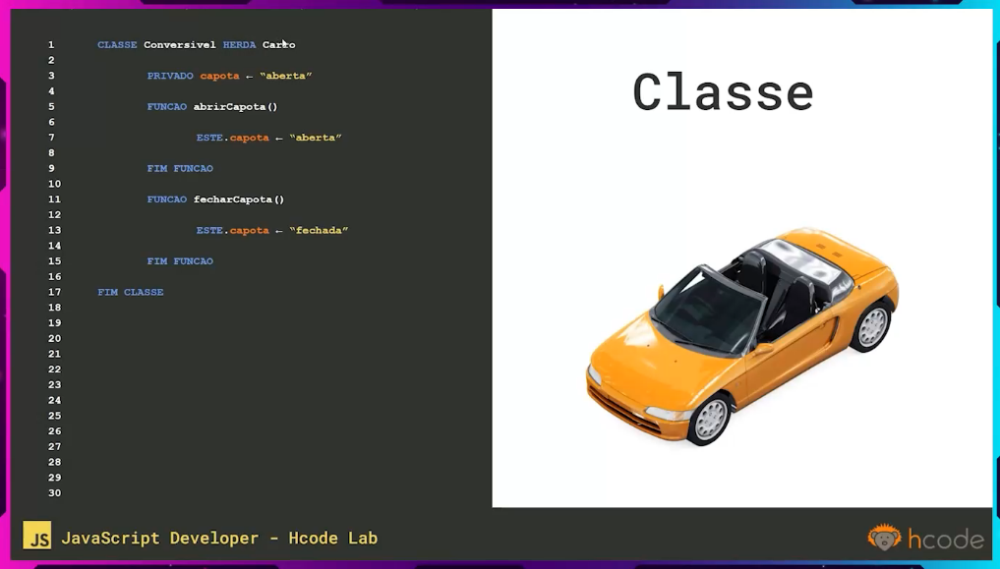 1 CLASSE Conversivel HERDA Carro
2
3 PRIVADO capota ← “aberta”
4
5 FUNCAO abrirCapota()
6
7 ESTE.capota ← “aberta”
8
9 FIM FUNCAO
10
11 FUNCAO fecharCapota()
12
13 ESTE.capota ← “fechada”
14
15 FIM FUNCAO
16
17 FIM CLASSE
18
19
20
21
22
23
24
25
26
27
28
29
30
Classe
JS JavaScript Developer - Hcode Lab
hcode